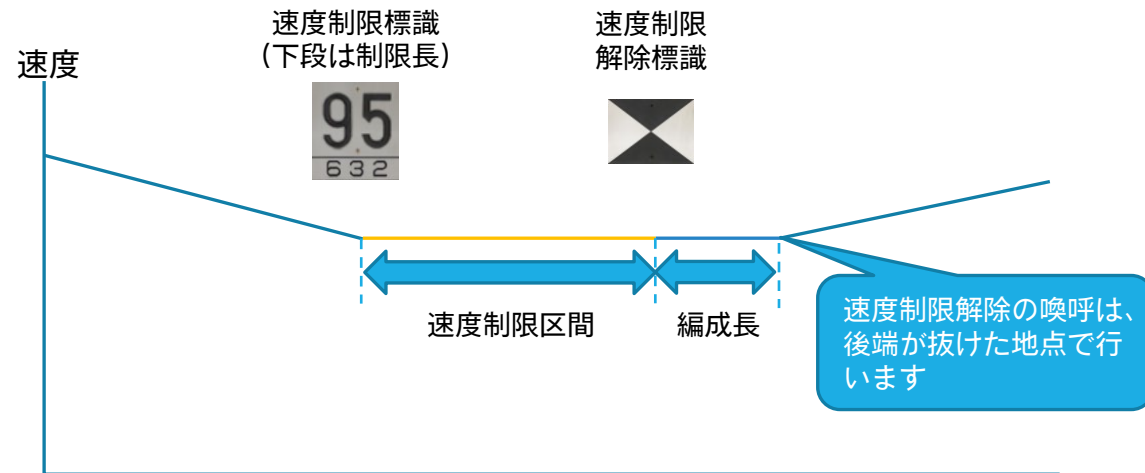 速度制限標識
(下段は制限長)
速度制限
解除標識
速度
95
632
速度制限区間
編成長
速度制限解除の喚呼は、
後端が抜けた地点で行
います